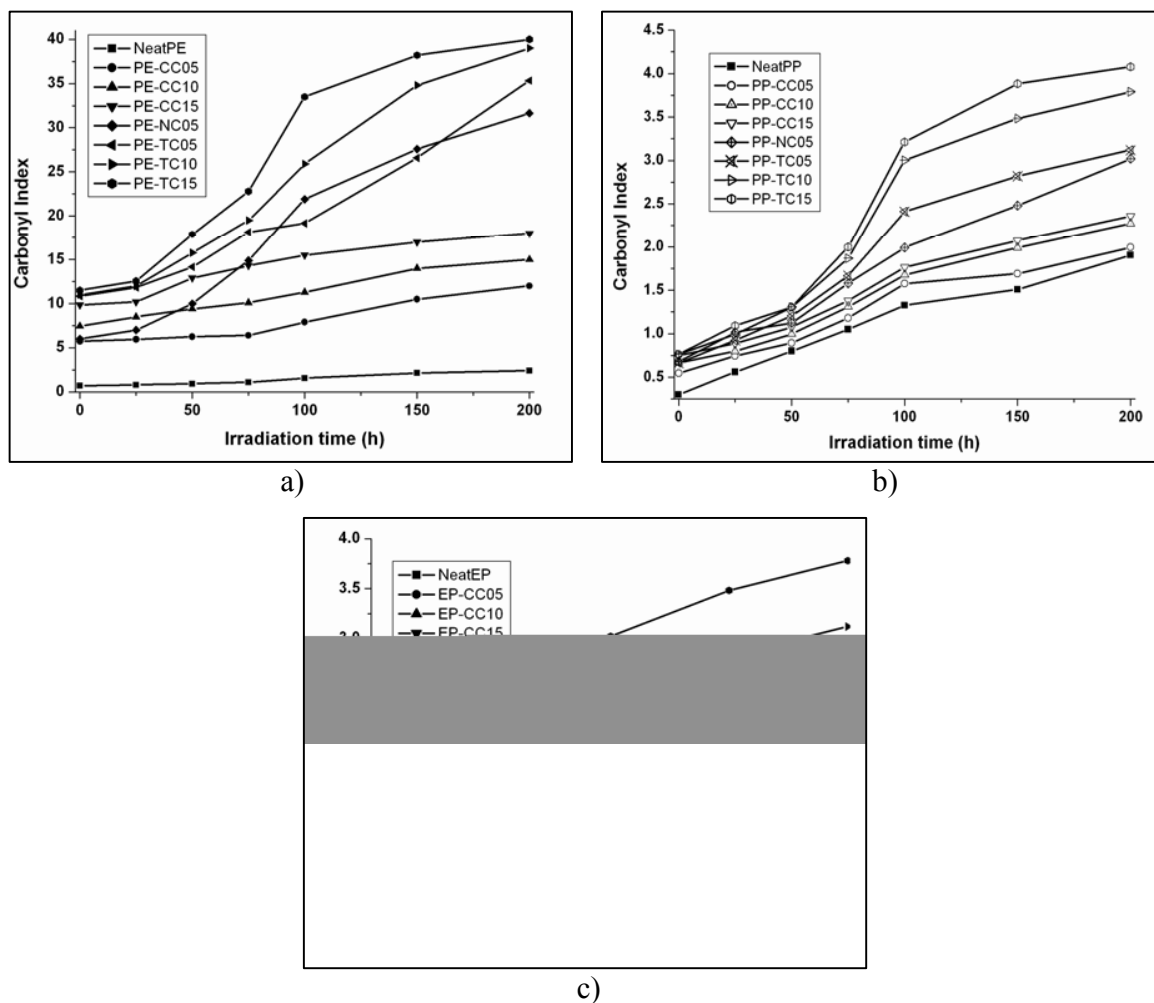 40
35
30
25
20
15
10
5
0
Carbonyl Index
NeatPE
PE-CC05
PE-CC10
PE-CC15
PE-NC05
PE-TC05
PE-TC10
PE-TC15
0 50 100 150 200
Irradiation time (h)
a)
4.5
4.0
3.5
3.0
2.5
2.0
1.5
1.0
0.5
Carbonyl Index
NeatPP
PP-CC05
PP-CC10
PP-CC15
PP-NC05
PP-TC05
PP-TC10
PP-TC15
0 50 100 150 200
Irradiation time (h)
b)
4.0
3.5
NeatEP
EP-CC05
EP-CC10
EP-CC15
c)